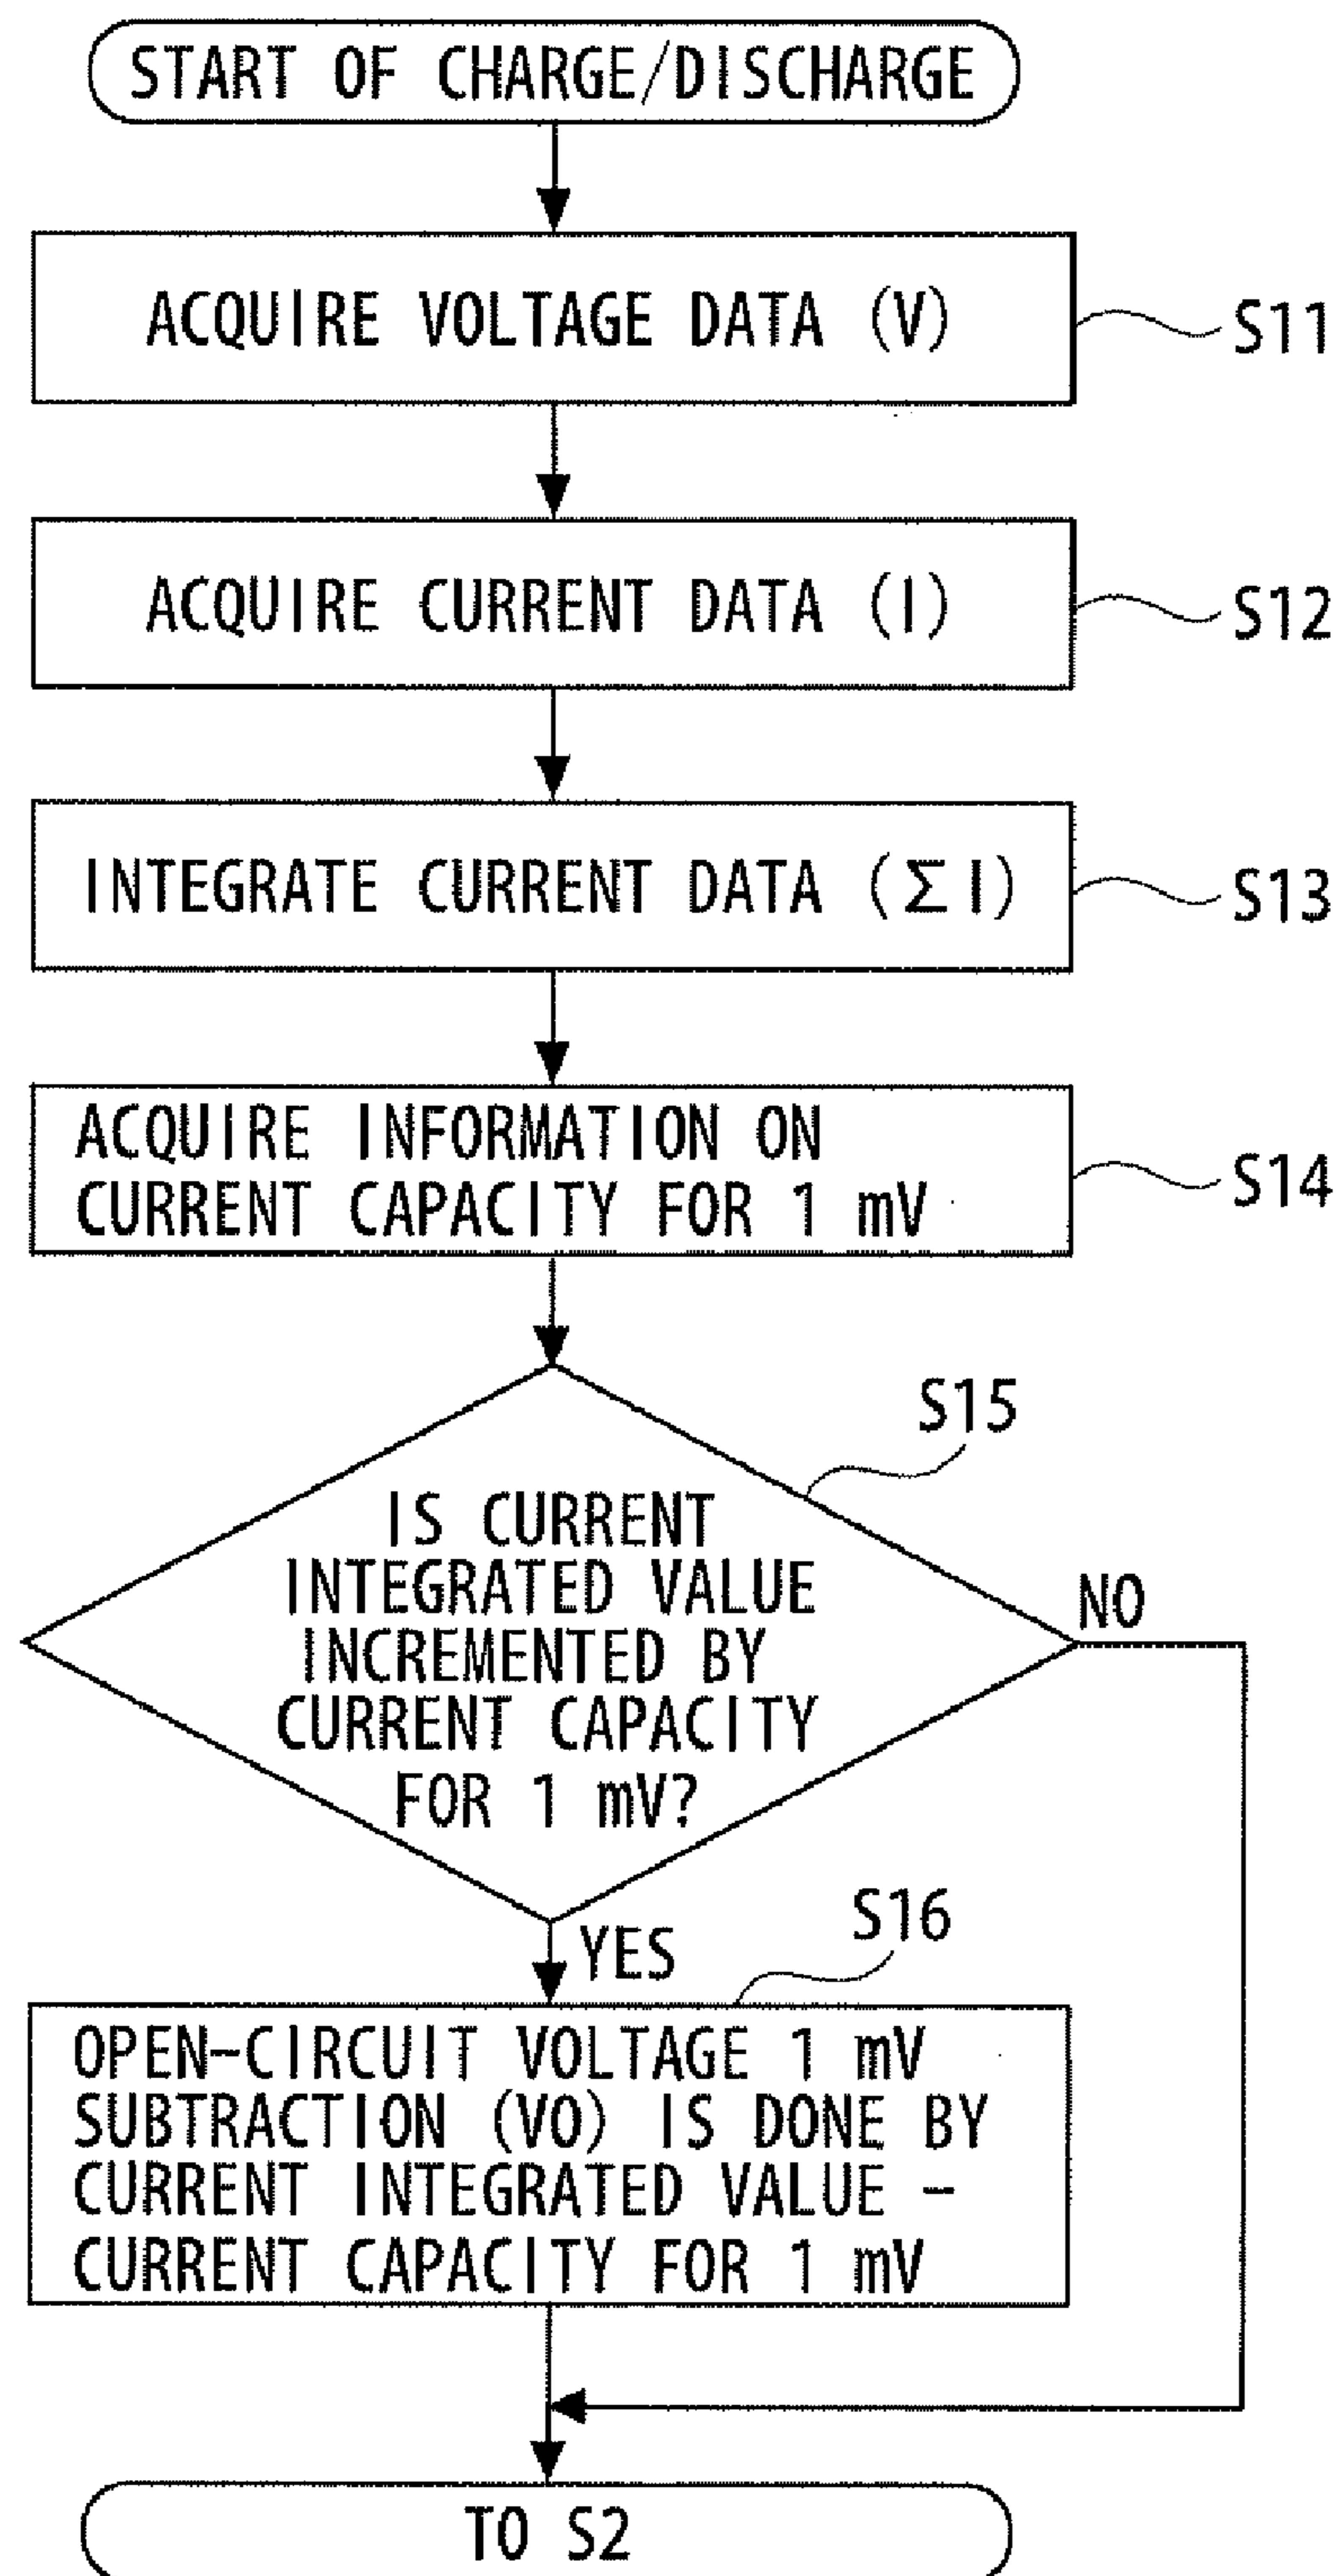 START OF CHARGE/DISCHARGE
ACQUIRE VOLTAGE DATA (V)
S11
ACQUIRE CURRENT DATA (I)
S12
INTEGRATE CURRENT DATA (ΣI)
S13
ACQUIRE INFORMATION ON
CURRENT CAPACITY FOR 1 mV
S14
S15
IS CURRENT
INTEGRATED VALUE
INCREMENTED BY
CURRENT CAPACITY
FOR 1 mV?
NO
YES
S16
OPEN-CIRCUIT VOLTAGE 1 mV
SUBTRACTION (VO) IS DONE BY
CURRENT INTEGRATED VALUE -
CURRENT CAPACITY FOR 1 mV
TO S2